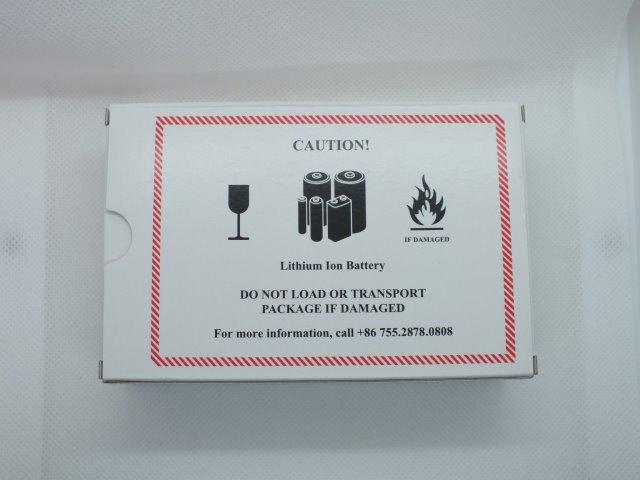 CAUTION!
IF DAMAGED
Lithium Ion Battery
DO NOT LOAD OR TRANSPORT
PACKAGE IF DAMAGED
For more information, call +86 755.2878.0808